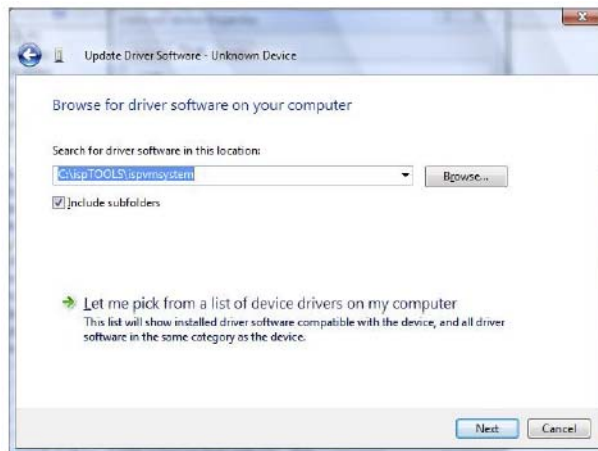 Update Driver Software - Unknown Device
Browse for driver software on your computer
Search for driver software in this location:
C:\ispTOOLS\ispvmsystem
Browse...
Include subfolders
Let me pick from a list of device drivers on my computer
This list will show installed driver software compatible with the device, and all driver
software in the same category as the device.
Next
Cancel